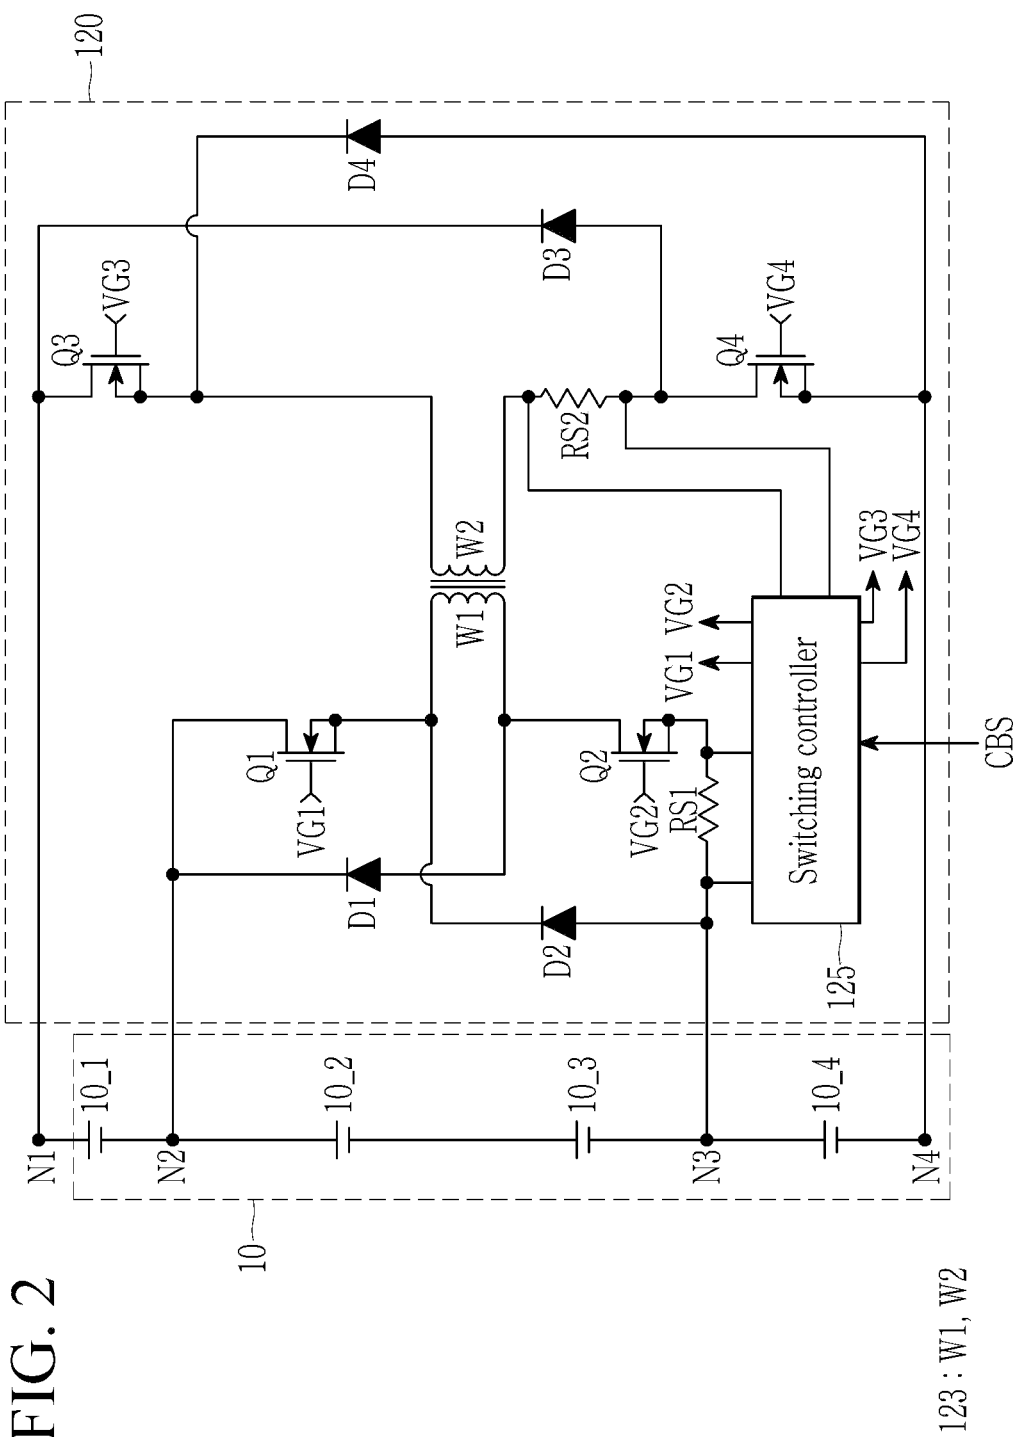 FIG. 2
120
10
N1
10_1
N2
10_2
10_3
N3
10_4
N4
Q1
VG1
D1
D2
Q2
VG2
RS1
W1
W2
Q3
VG3
D4
D3
RS2
Q4
VG4
VG1
VG2
VG3
VG4
Switching controller
125
CBS
123 : W1, W2